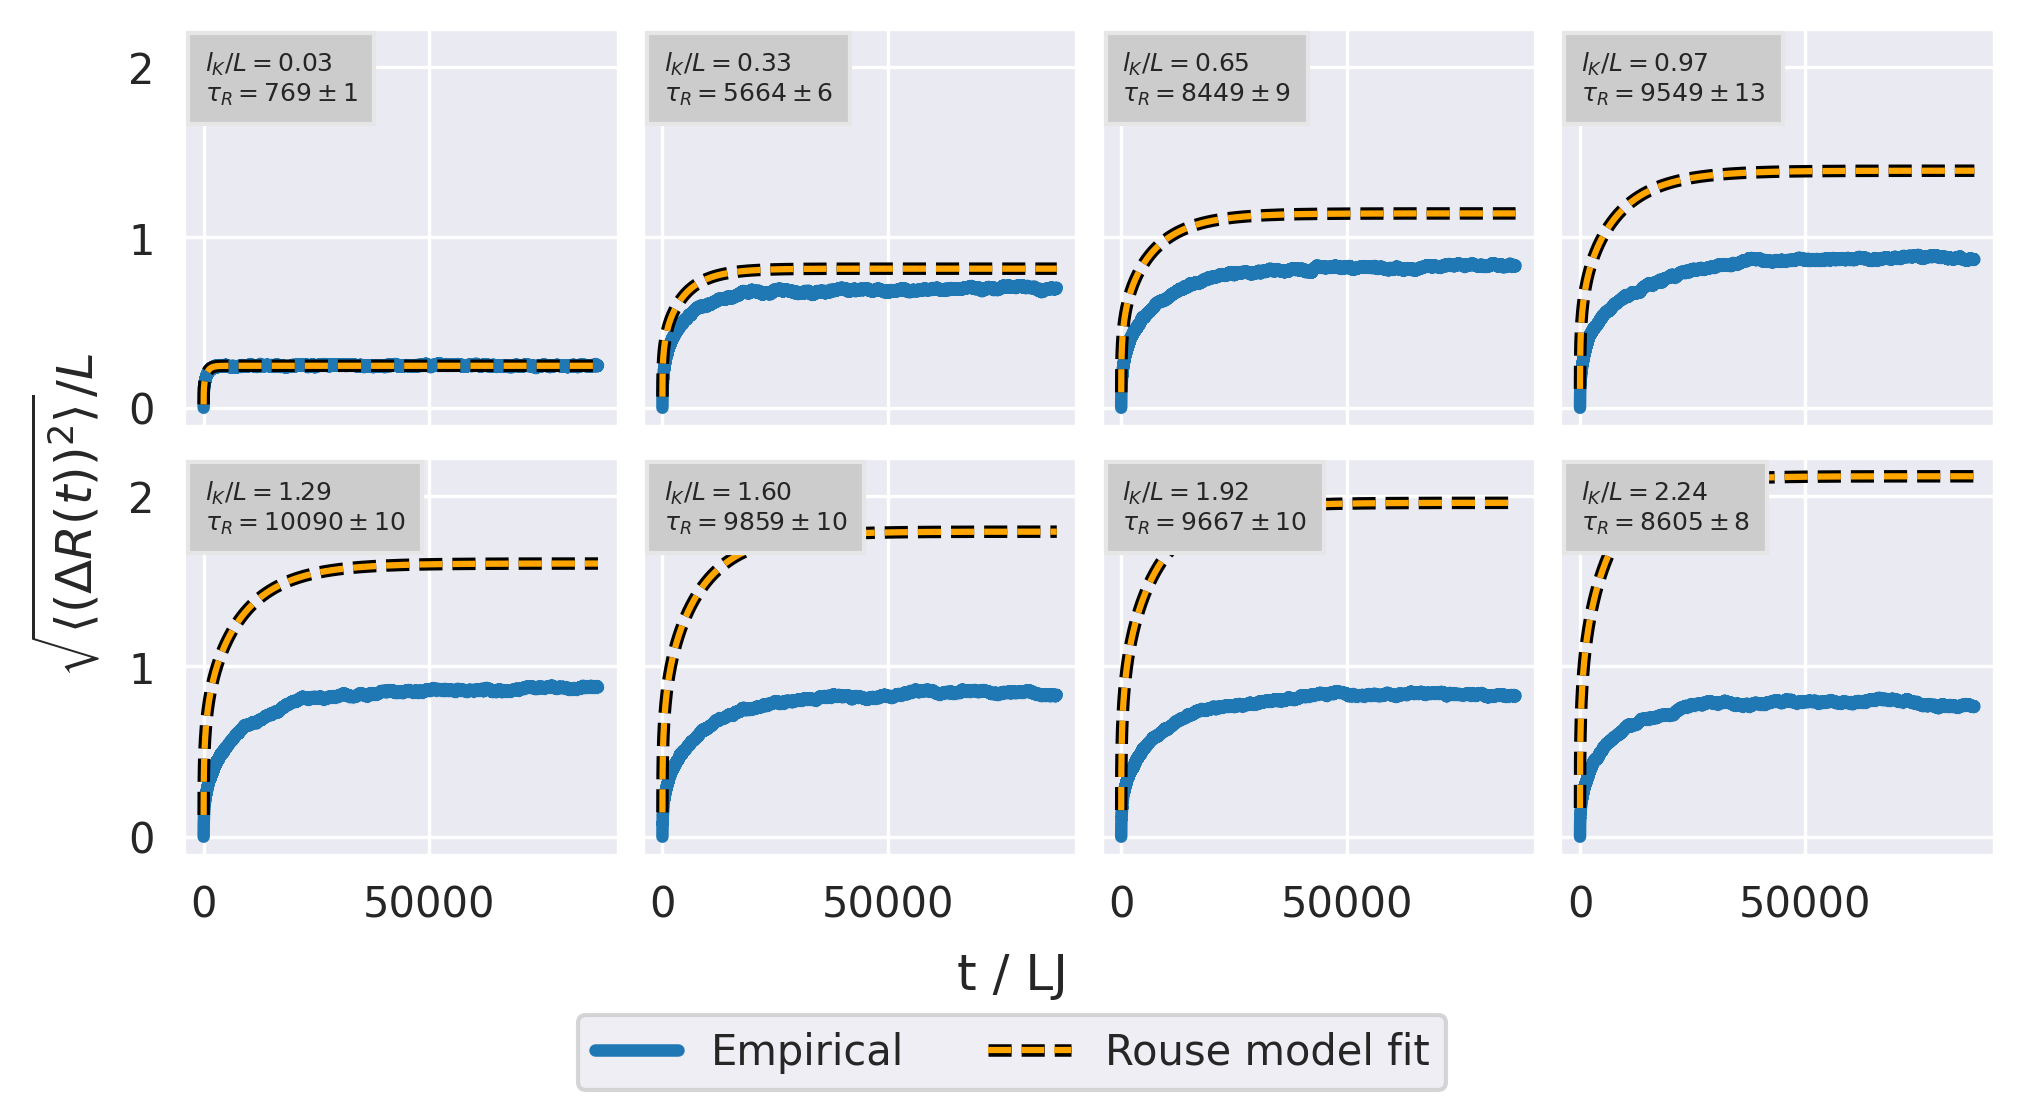 l_K/L = 0.03
τ_R = 769 ± 1
l_K/L = 0.33
τ_R = 5664 ± 6
l_K/L = 0.65
τ_R = 8449 ± 9
l_K/L = 0.97
τ_R = 9549 ± 13
2
1
0
l_K/L = 1.29
τ_R = 10090 ± 10
l_K/L = 1.60
τ_R = 9859 ± 10
l_K/L = 1.92
τ_R = 9667 ± 10
l_K/L = 2.24
τ_R = 8605 ± 8
2
1
0
√⟨(ΔR(t))²⟩/L
0 50000 0 50000 0 50000 0 50000
t / LJ
Empirical Rouse model fit